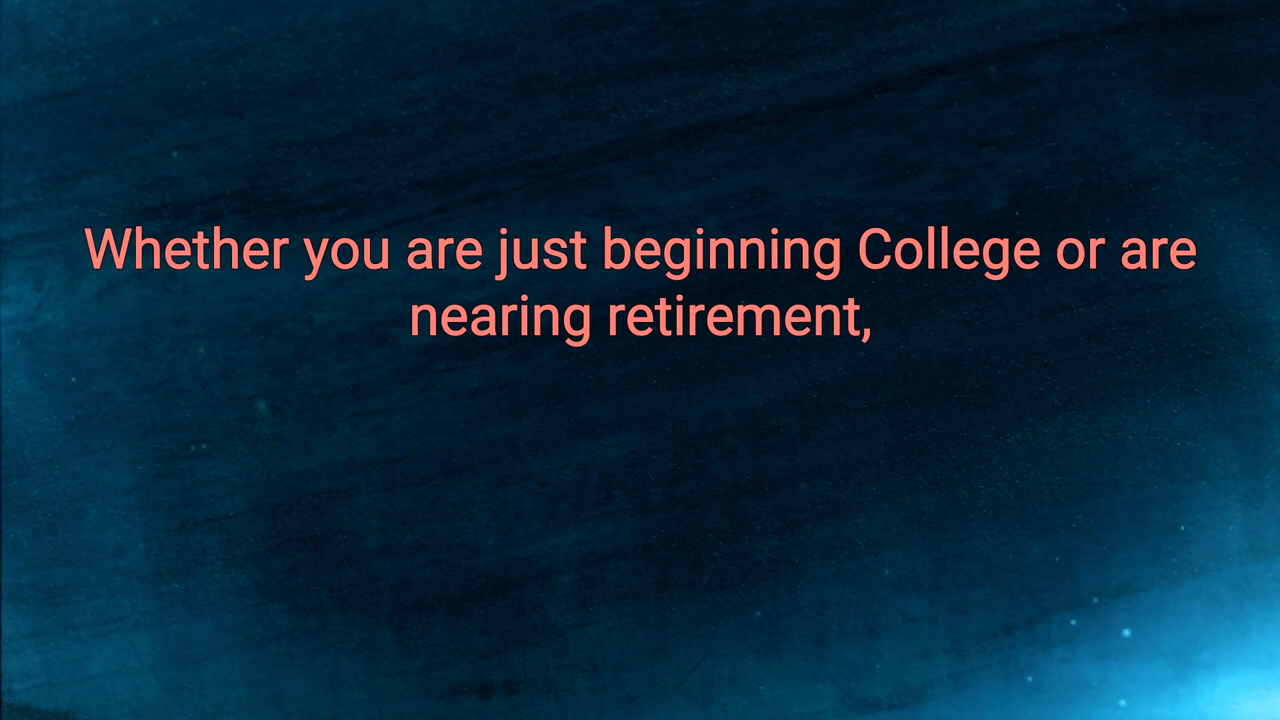 Whether you are just beginning College or are
nearing retirement,